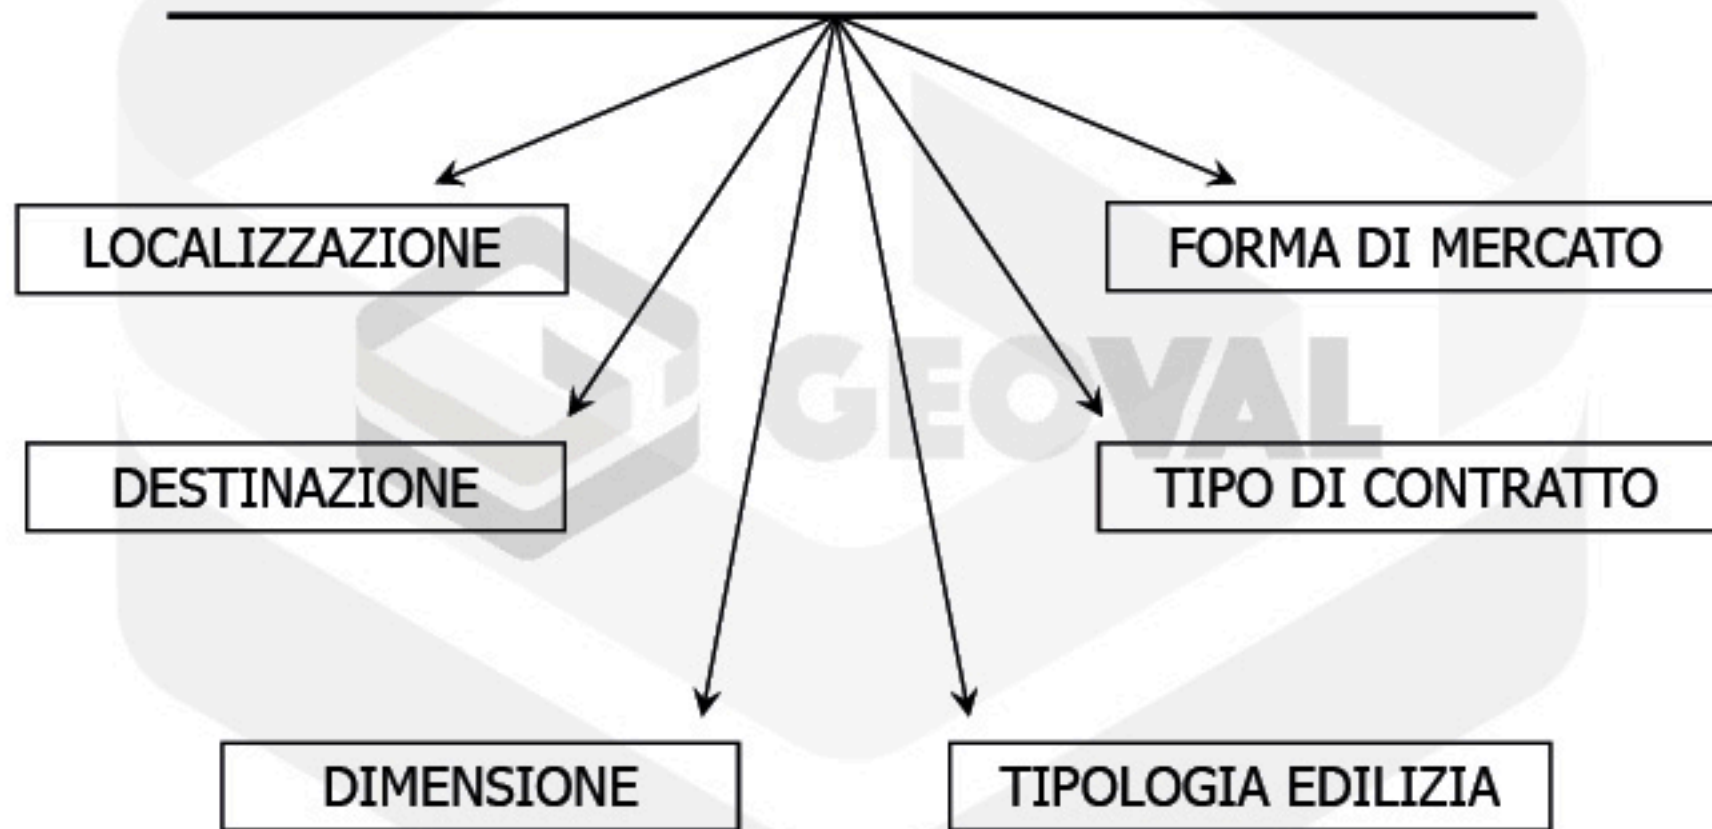 LOCALIZZAZIONE
FORMA DI MERCATO
GEOVAL
DESTINAZIONE
TIPO DI CONTRATTO
DIMENSIONE
TIPOLOGIA EDILIZIA